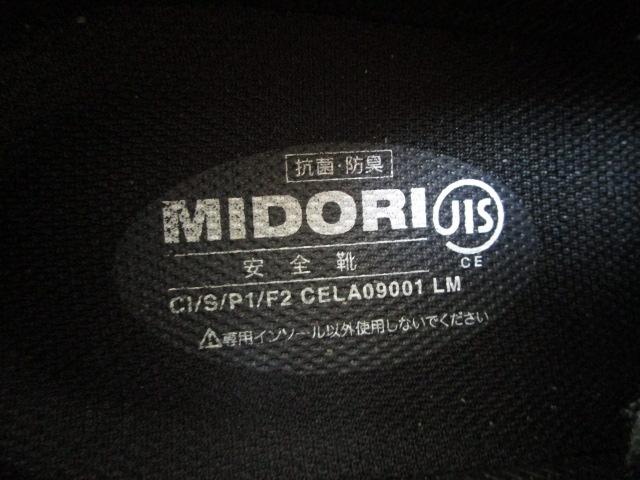 抗菌・防臭
MIDORI JIS
安全靴 CE
CI/S/P1/F2 CELA09001 LM
⚠専用インソール以外使用しないでください